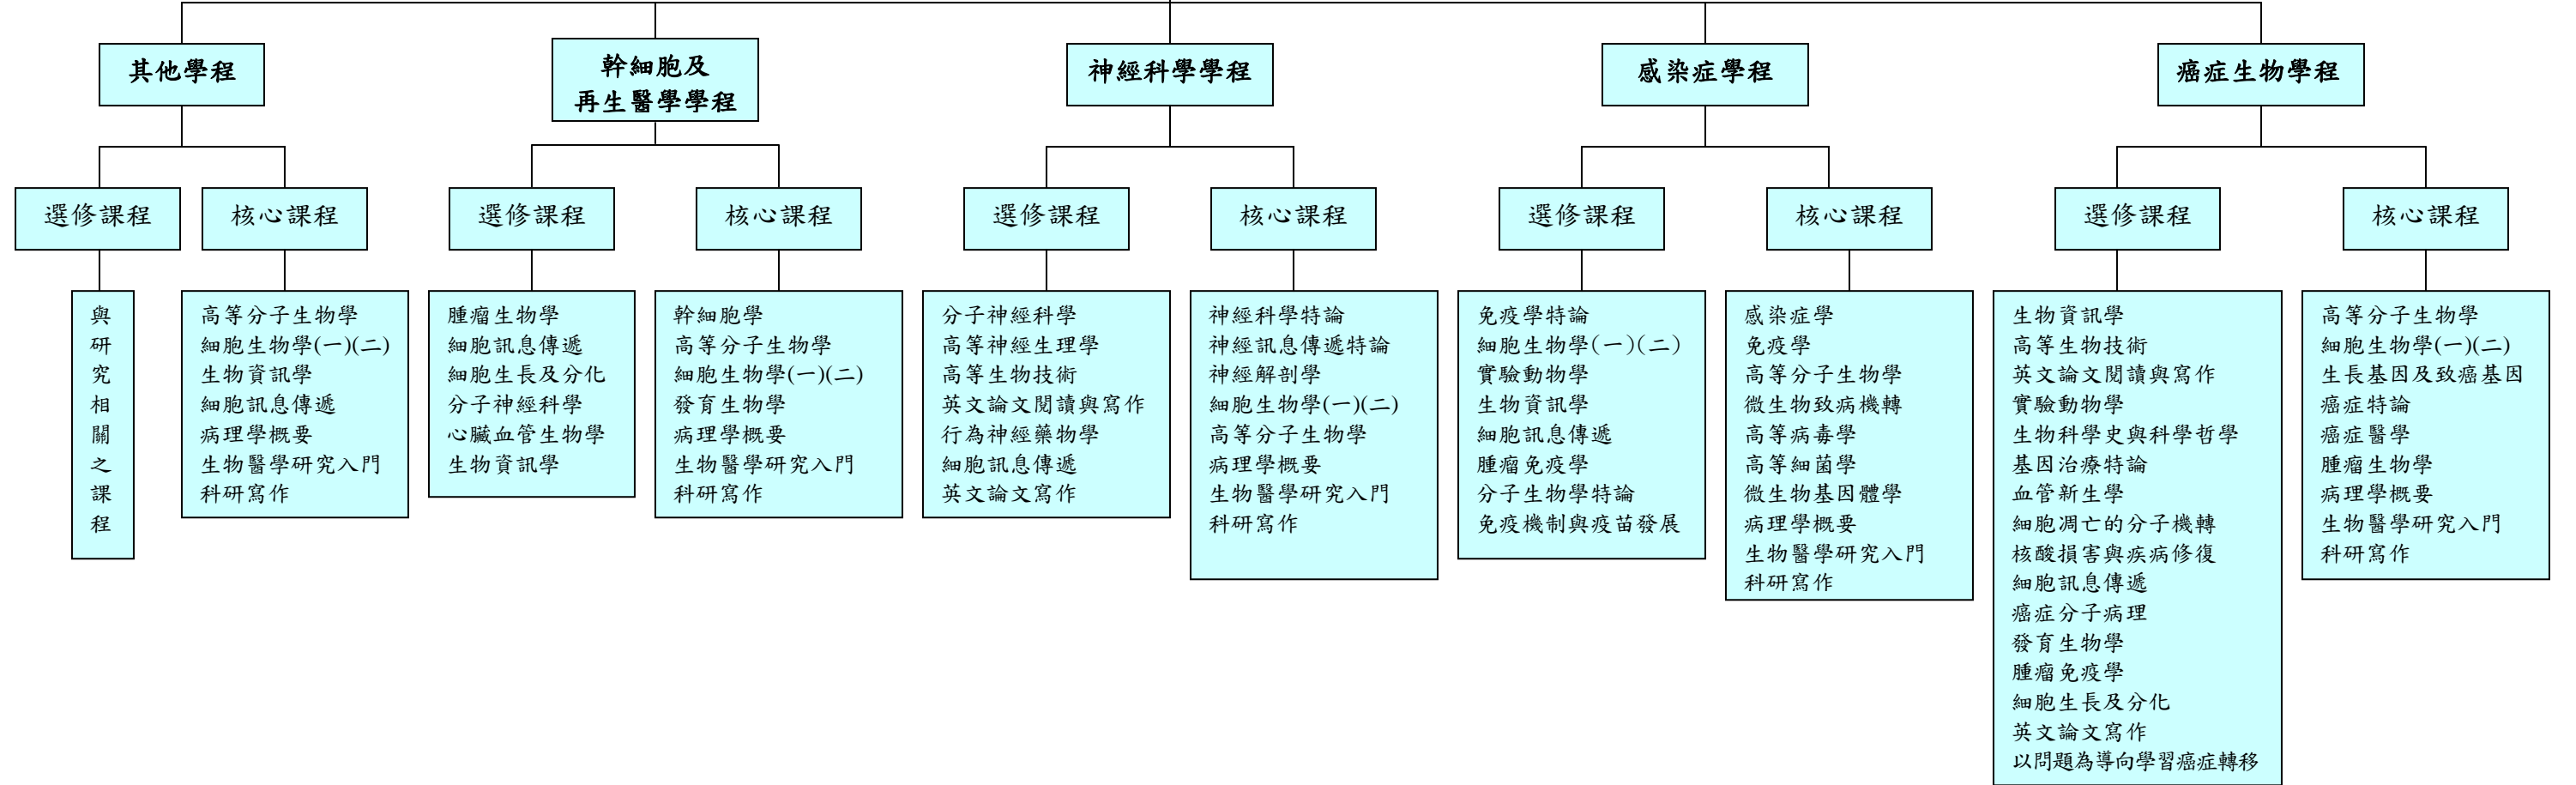 其他學程
幹細胞及
再生醫學學程
神經科學學程
感染症學程
癌症生物學程
選修課程
核心課程
選修課程
核心課程
選修課程
核心課程
選修課程
核心課程
選修課程
核心課程
與
研
究
相
關
之
課
程
高等分子生物學
細胞生物學(一)(二)
生物資訊學
細胞訊息傳遞
病理學概要
生物醫學研究入門
科研寫作
腫瘤生物學
細胞訊息傳遞
細胞生長及分化
分子神經科學
心臟血管生物學
生物資訊學
幹細胞學
高等分子生物學
細胞生物學(一)(二)
發育生物學
病理學概要
生物醫學研究入門
科研寫作
分子神經科學
高等神經生理學
高等生物技術
英文論文閱讀與寫作
行為神經藥物學
細胞訊息傳遞
英文論文寫作
神經科學特論
神經訊息傳遞特論
神經解剖學
細胞生物學(一)(二)
高等分子生物學
病理學概要
生物醫學研究入門
科研寫作
免疫學特論
細胞生物學(一)(二)
實驗動物學
生物資訊學
細胞訊息傳遞
腫瘤免疫學
分子生物學特論
免疫機制與疫苗發展
感染症學
免疫學
高等分子生物學
微生物致病機轉
高等病毒學
高等細菌學
微生物基因體學
病理學概要
生物醫學研究入門
科研寫作
生物資訊學
高等生物技術
英文論文閱讀與寫作
實驗動物學
生物科學史與科學哲學
基因治療特論
血管新生學
細胞凋亡的分子機轉
核酸損害與疾病修復
細胞訊息傳遞
癌症分子病理
發育生物學
腫瘤免疫學
細胞生長及分化
英文論文寫作
以問題為導向學習癌症轉移
高等分子生物學
細胞生物學(一)(二)
生長基因及致癌基因
癌症特論
癌症醫學
腫瘤生物學
病理學概要
生物醫學研究入門
科研寫作